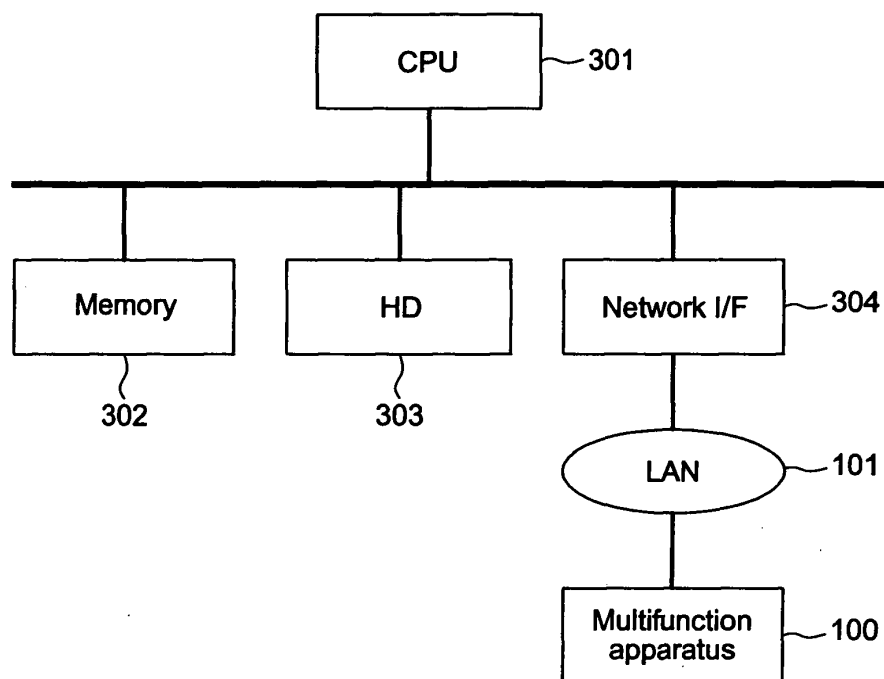 CPU
301
Memory
HD
Network I/F
304
302
303
LAN
101
Multifunction
apparatus
100